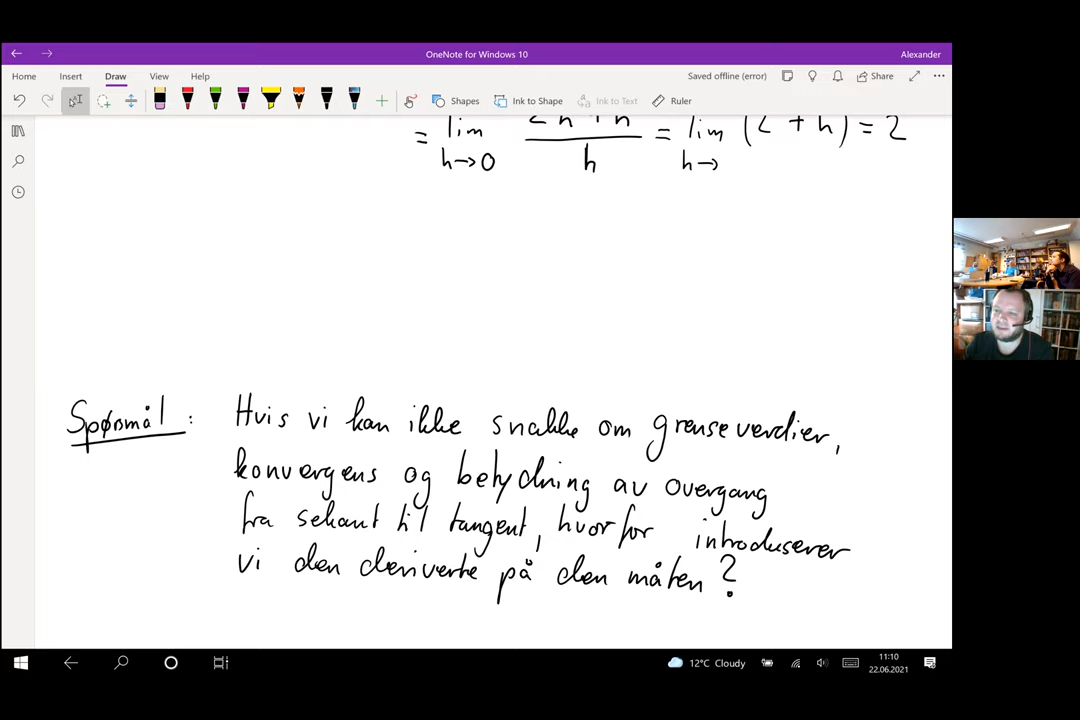 OneNote for Windows 10
Alexander
Home Insert Draw View Help
Saved offline (error)
Share
Shapes
Ink to Shape
Ink to Text
Ruler
= lim h→0 2h + h / h = lim h→ (2 + h) = 2
Spørsmål : Hvis vi kan ikke snakke om grenseverdier,
konvergens og betydning av overgang
fra sekant til tangent, hvorfor introduserer
vi den deriverte på den måten ?
12°C Cloudy
11:10
22.06.2021